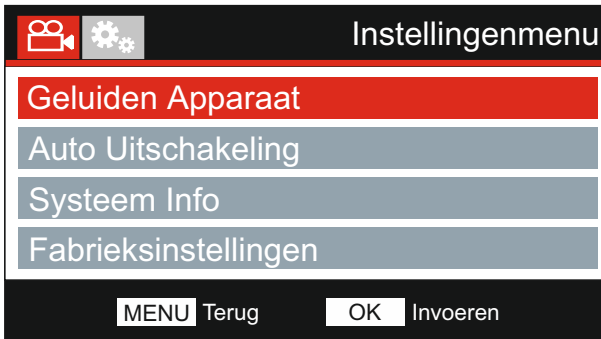 Instellingenmenu
Geluiden Apparaat
Auto Uitschakeling
Systeem Info
Fabrieksinstellingen
MENU Terug OK Invoeren